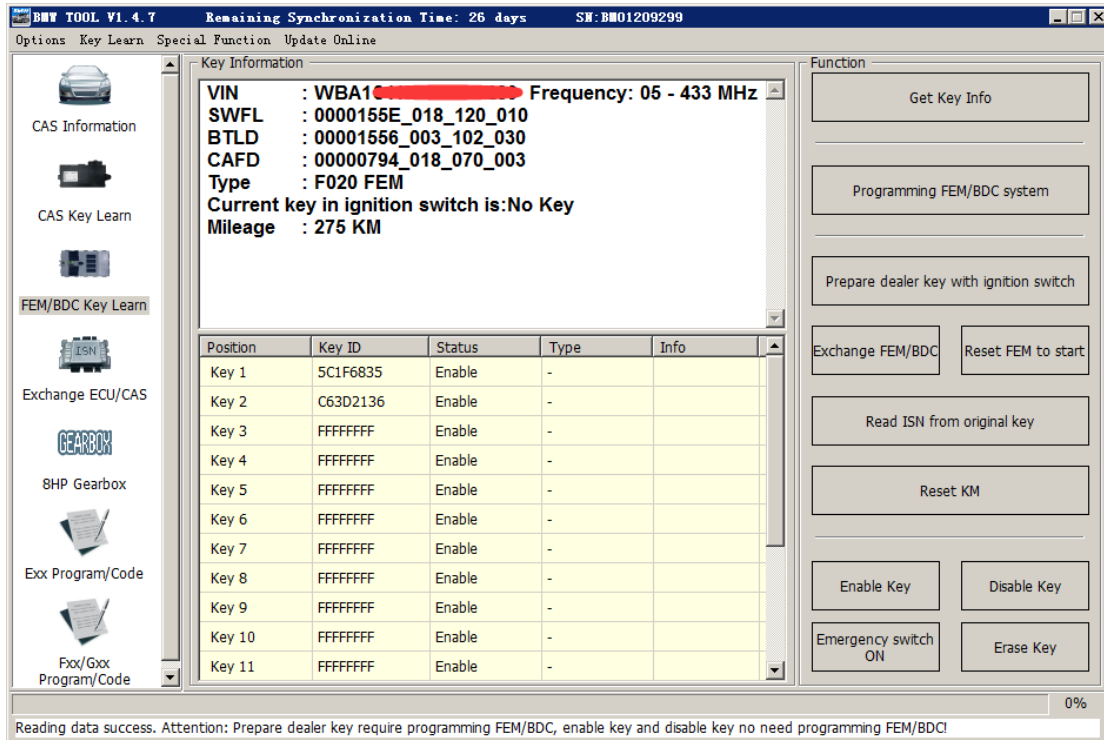 BMW TOOL V1.4.7 Remaining Synchronization Time: 26 days SN:BM01209299
Options Key Learn Special Function Update Online
CAS Information
CAS Key Learn
FEM/BDC Key Learn
ISN
Exchange ECU/CAS
GEARBOX
8HP Gearbox
Exx Program/Code
Fxx/Gxx
Program/Code
Key Information
VIN : WBA1 Frequency: 05 - 433 MHz
SWFL : 0000155E_018_120_010
BTLD : 00001556_003_102_030
CAFD : 00000794_018_070_003
Type : F020 FEM
Current key in ignition switch is:No Key
Mileage : 275 KM
Position Key ID Status Type Info
Key 1 5C1F6835 Enable -
Key 2 C63D2136 Enable -
Key 3 FFFFFFFF Enable -
Key 4 FFFFFFFF Enable -
Key 5 FFFFFFFF Enable -
Key 6 FFFFFFFF Enable -
Key 7 FFFFFFFF Enable -
Key 8 FFFFFFFF Enable -
Key 9 FFFFFFFF Enable -
Key 10 FFFFFFFF Enable -
Key 11 FFFFFFFF Enable -
Function
Get Key Info
Programming FEM/BDC system
Prepare dealer key with ignition switch
Exchange FEM/BDC
Reset FEM to start
Read ISN from original key
Reset KM
Enable Key
Disable Key
Emergency switch
ON
Erase Key
0%
Reading data success. Attention: Prepare dealer key require programming FEM/BDC, enable key and disable key no need programming FEM/BDC!